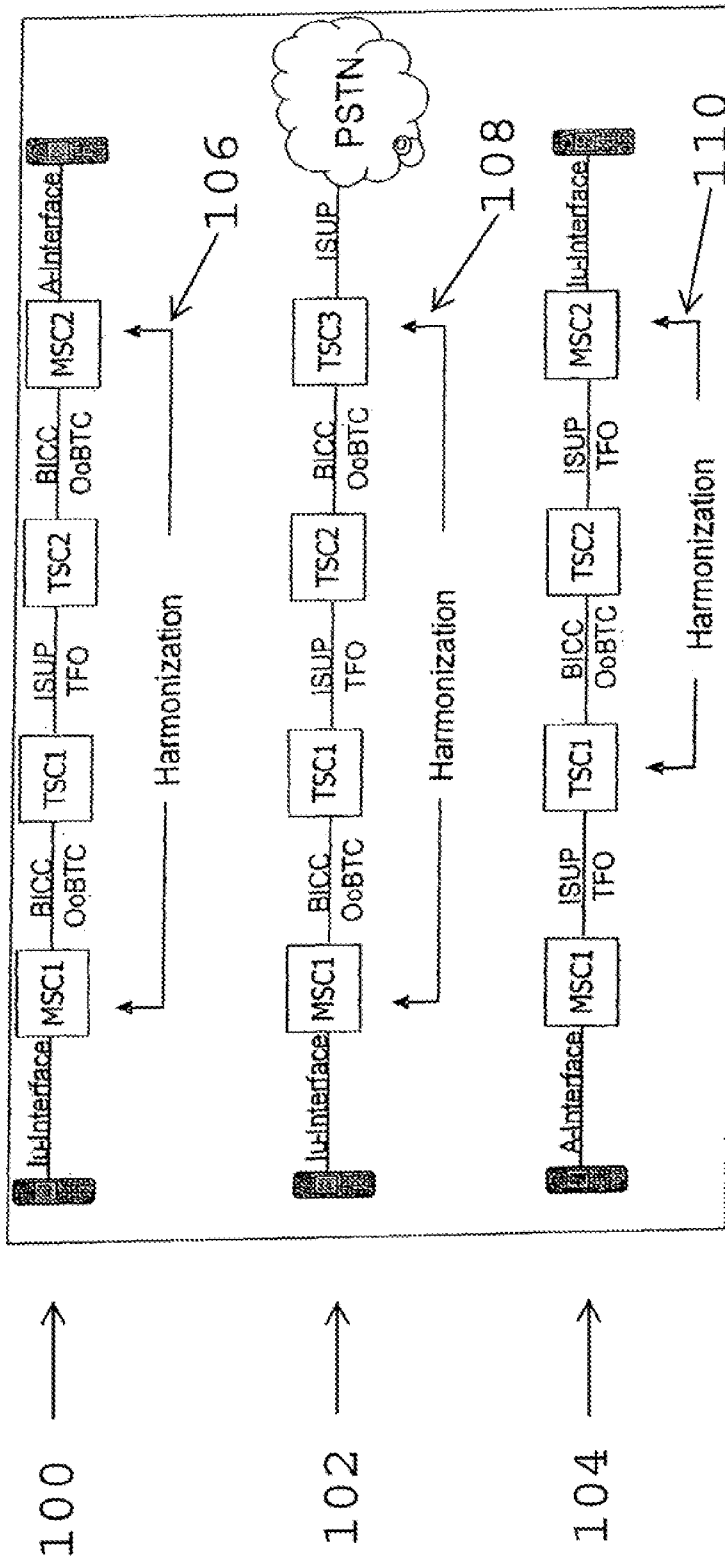 100
Iu-Interface
MSC1
BICC
OoBTC
TSC1
ISUP
TFO
TSC2
BICC
OoBTC
MSC2
A-Interface
Harmonization
106
102
Iu-Interface
MSC1
BICC
OoBTC
TSC1
ISUP
TFO
TSC2
BICC
OoBTC
TSC3
ISUP
PSTN
Harmonization
108
104
A-Interface
MSC1
ISUP
TFO
TSC1
BICC
OoBTC
TSC2
ISUP
TFO
MSC2
Iu-Interface
Harmonization
110